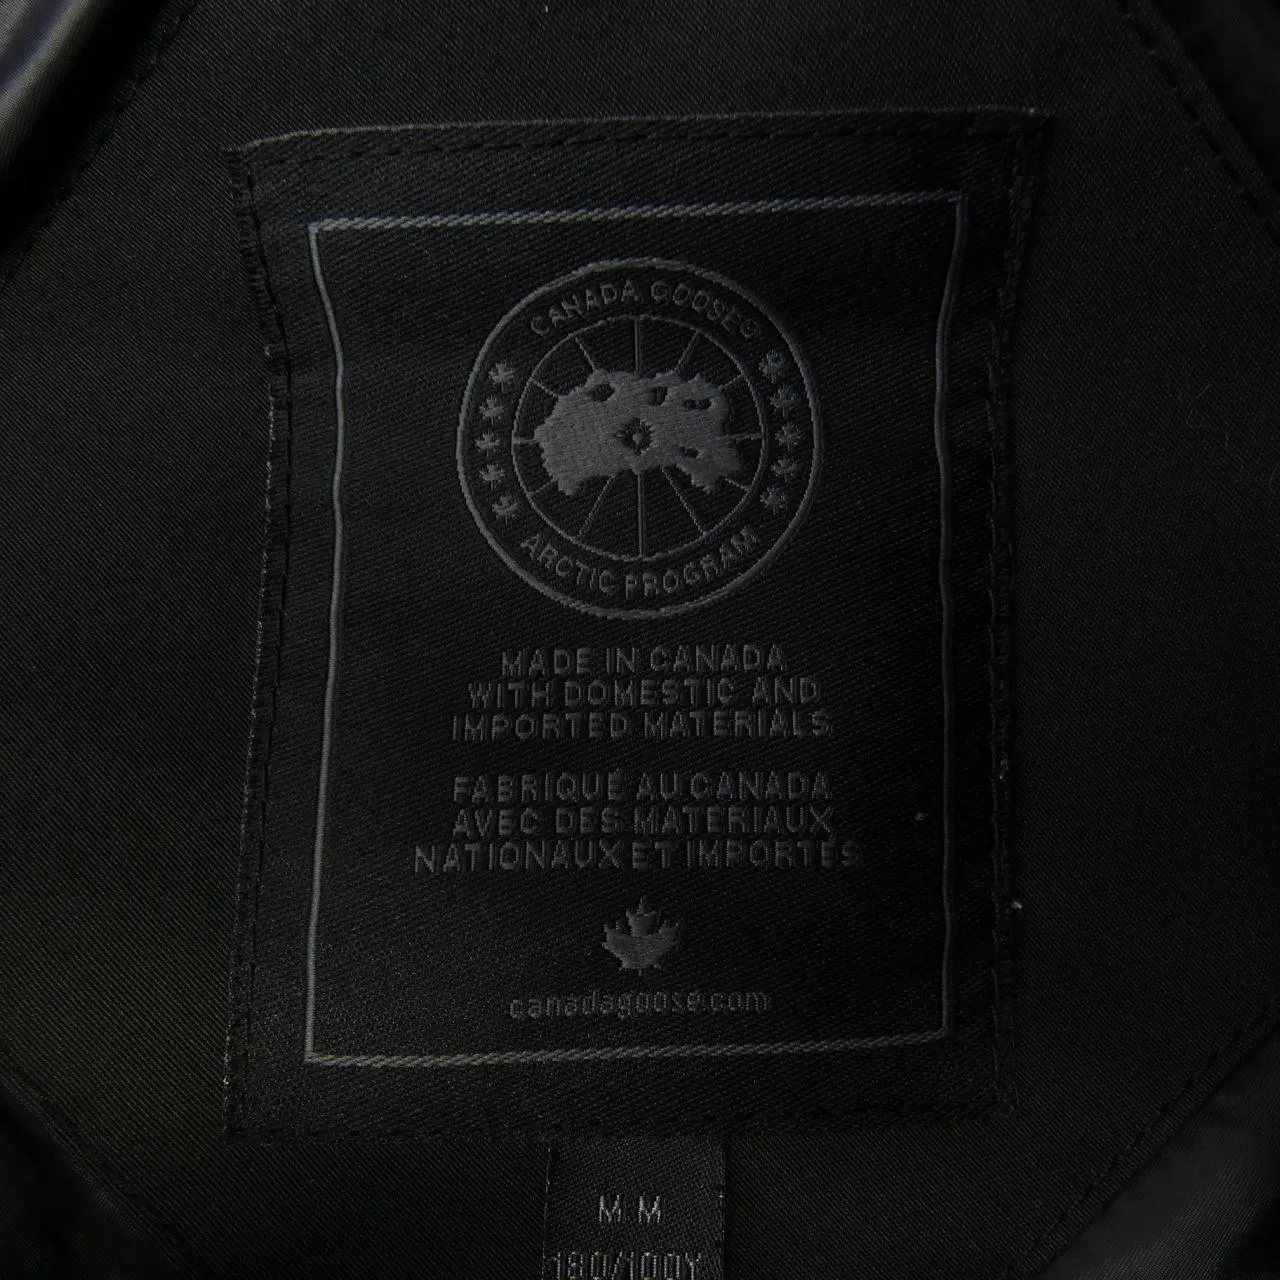 CANADA GOOSE®
ARCTIC PROGRAM
MADE IN CANADA
WITH DOMESTIC AND
IMPORTED MATERIALS
FABRIQUÉ AU CANADA
AVEC DES MATERIAUX
NATIONAUX ET IMPORTÉS
canadagoose.com
M M
180/100Y